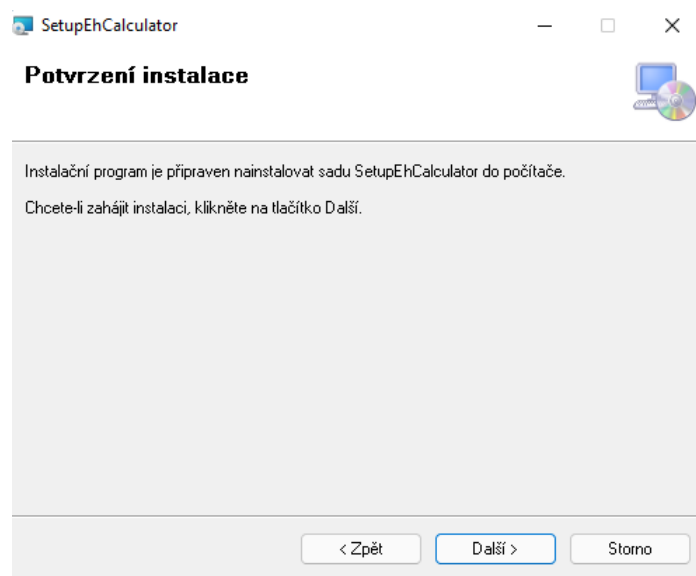 SetupEhCalculator
Potvrzení instalace
Instalační program je připraven nainstalovat sadu SetupEhCalculator do počítače.
Chcete-li zahájit instalaci, klikněte na tlačítko Další.
< Zpět
Další >
Storno